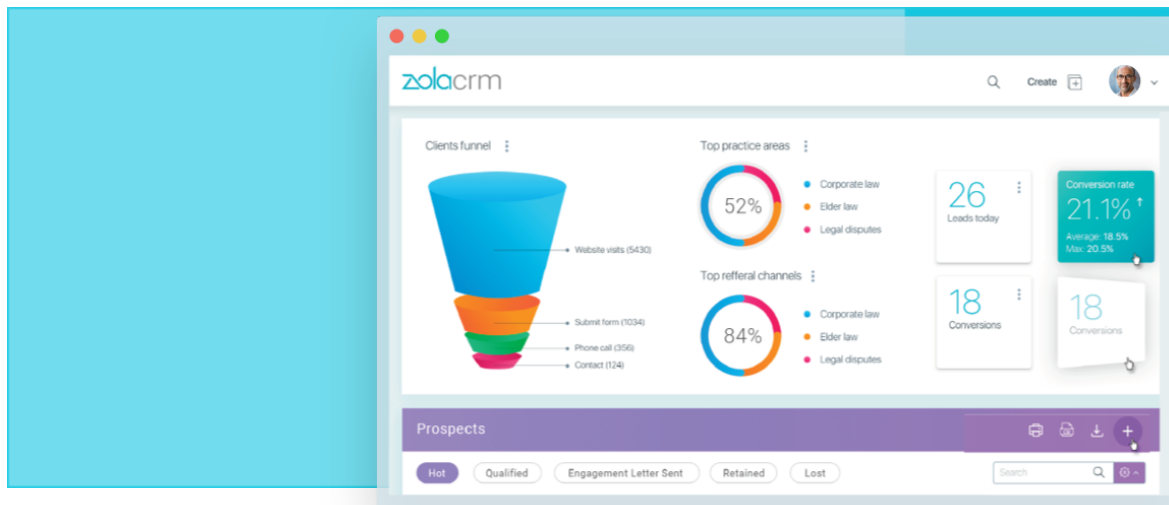 zolacrm
Create
Clients funnel
Website visits (5430)
Submit form (1034)
Phone call (356)
Contact (124)
Top practice areas
52%
Corporate law
Elder law
Legal disputes
Top refferal channels
84%
Corporate law
Elder law
Legal disputes
26
Leads today
Conversion rate
21.1%
Average: 18.5%
Max: 20.5%
18
Conversions
18
Conversions
Prospects
Hot
Qualified
Engagement Letter Sent
Retained
Lost
Search